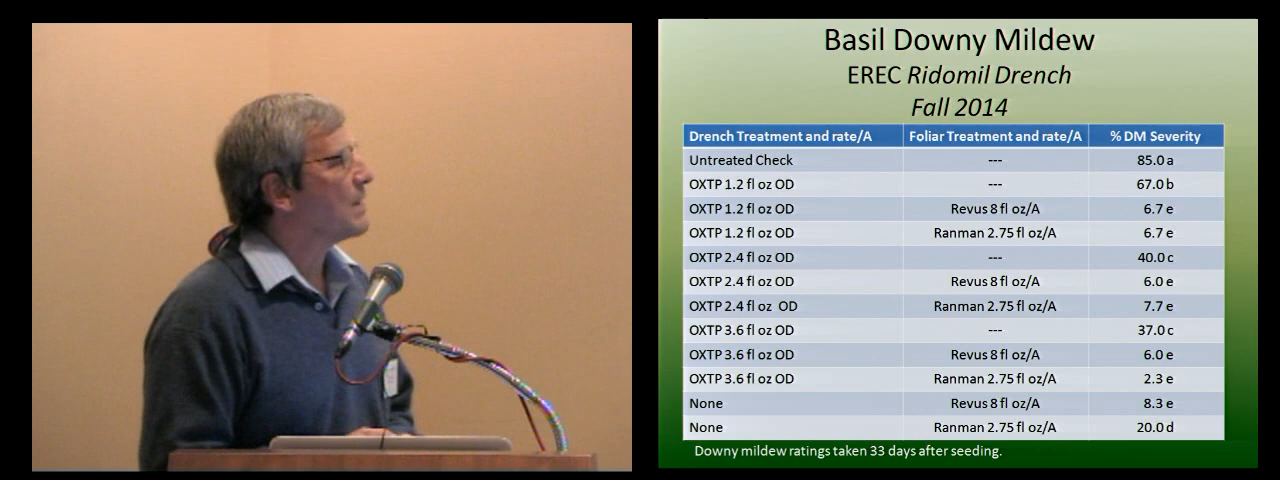 Basil Downy Mildew
EREC Ridomil Drench
Fall 2014
Drench Treatment and rate/A Foliar Treatment and rate/A % DM Severity
Untreated Check --- 85.0 a
OXTP 1.2 fl oz OD --- 67.0 b
OXTP 1.2 fl oz OD Revus 8 fl oz/A 6.7 e
OXTP 1.2 fl oz OD Ranman 2.75 fl oz/A 6.7 e
OXTP 2.4 fl oz OD --- 40.0 c
OXTP 2.4 fl oz OD Revus 8 fl oz/A 6.0 e
OXTP 2.4 fl oz OD Ranman 2.75 fl oz/A 7.7 e
OXTP 3.6 fl oz OD --- 37.0 c
OXTP 3.6 fl oz OD Revus 8 fl oz/A 6.0 e
OXTP 3.6 fl oz OD Ranman 2.75 fl oz/A 2.3 e
None Revus 8 fl oz/A 8.3 e
None Ranman 2.75 fl oz/A 20.0 d
Downy mildew ratings taken 33 days after seeding.